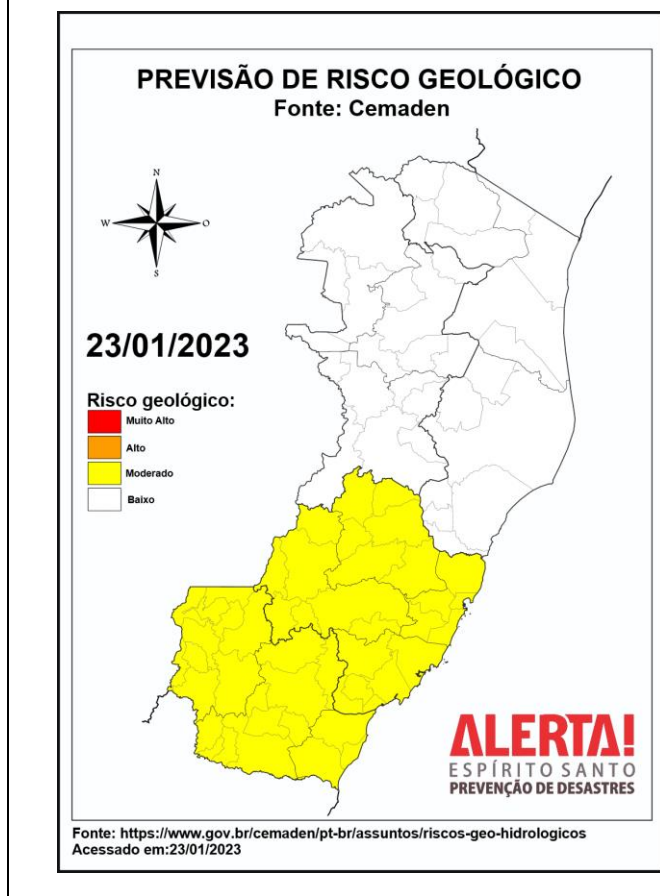 PREVISÃO DE RISCO GEOLÓGICO
Fonte: Cemaden
N
W
O
S
23/01/2023
Risco geológico:
Muito Alto
Alto
Moderado
Baixo
ALERTA!
ESPÍRITO SANTO
PREVENÇÃO DE DESASTRES
Fonte: https://www.gov.br/cemaden/pt-br/assuntos/riscos-geo-hidrologicos
Acessado em:23/01/2023